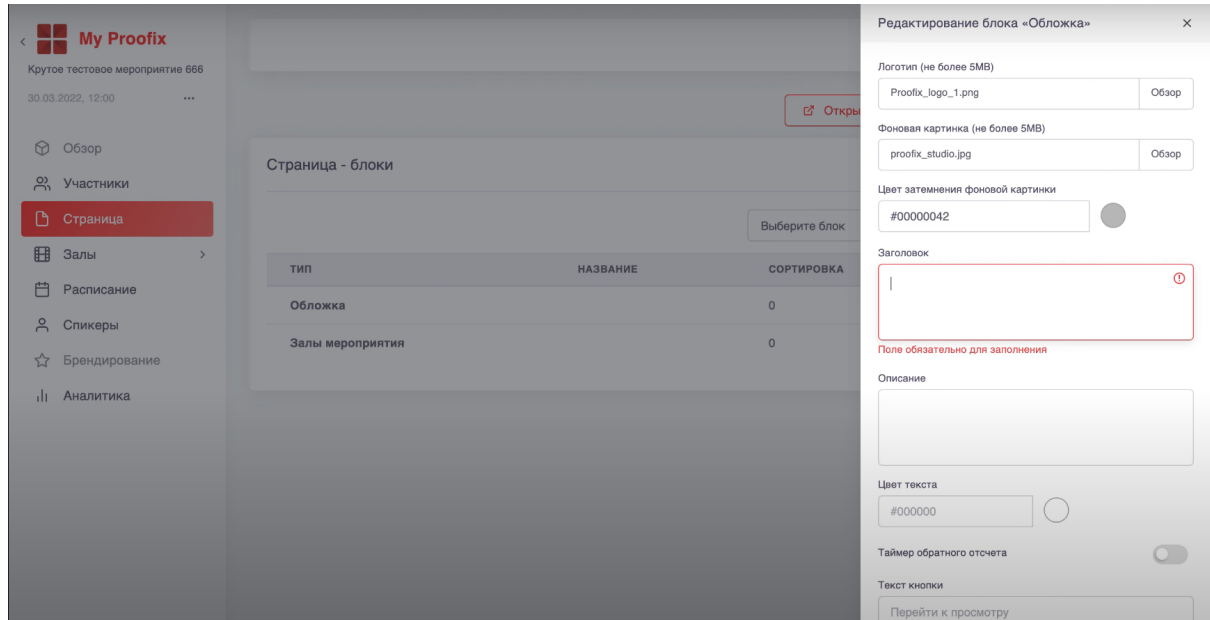 My Proofix
Крутое тестовое мероприятие 666
30.03.2022, 12:00
Обзор
Участники
Страница
Залы
Расписание
Спикеры
Брендирование
Аналитика
Откры
Страница - блоки
Выберите блок
ТИП НАЗВАНИЕ СОРТИРОВКА
Обложка 0
Залы мероприятия 0
Редактирование блока «Обложка»
Логотип (не более 5MB)
Proofix_logo_1.png Обзор
Фоновая картинка (не более 5MB)
proofix_studio.jpg Обзор
Цвет затемнения фоновой картинки
#00000042
Заголовок
Поле обязательно для заполнения
Описание
Цвет текста
#000000
Таймер обратного отсчета
Текст кнопки
Перейти к просмотру